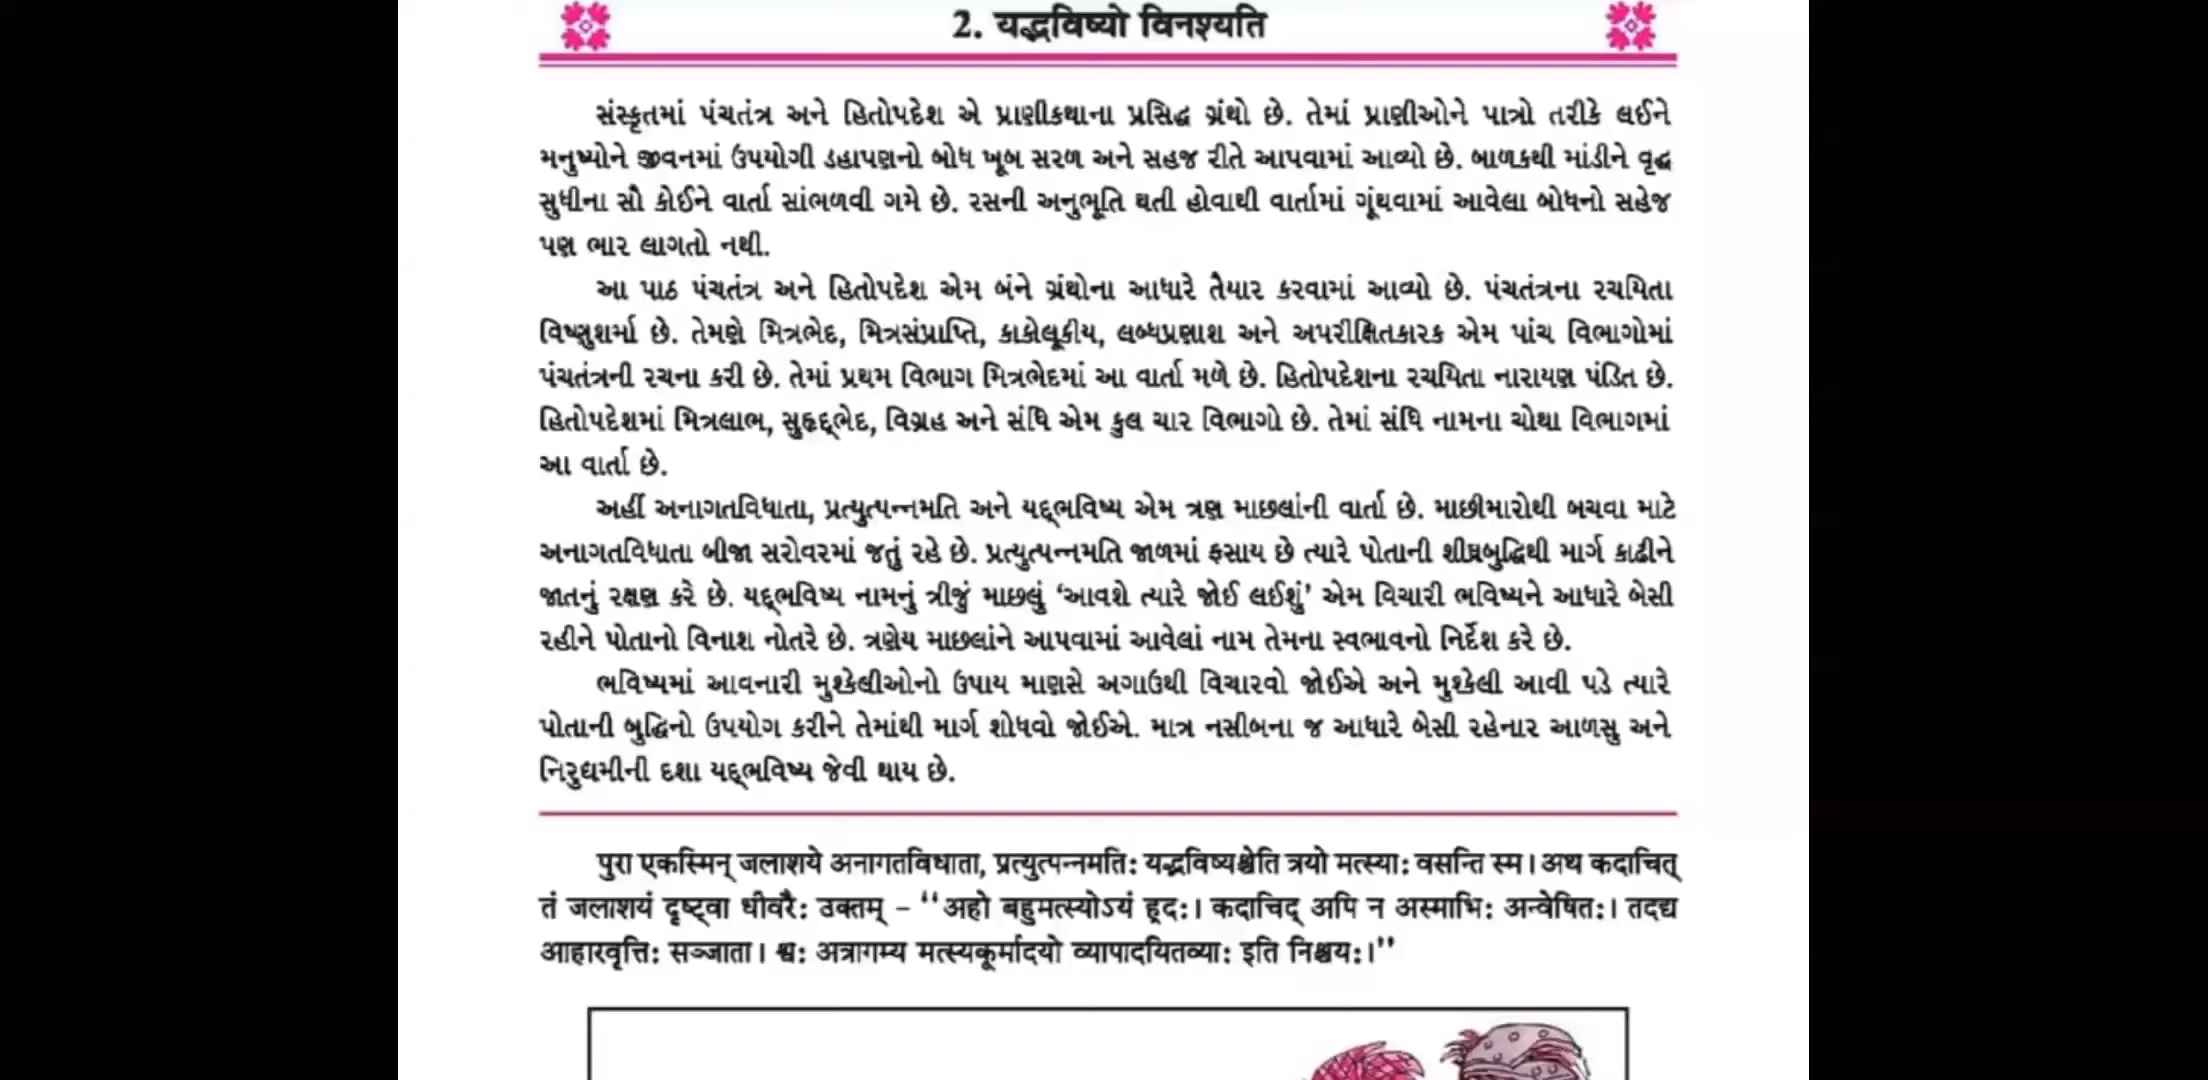 2. यद्भविष्यो विनश्यति
સંસ્કૃતમાં પંચતંત્ર અને હિતોપદેશ એ પ્રાણીકથાના પ્રસિદ્ધ ગ્રંથો છે. તેમાં પ્રાણીઓને પાત્રો તરીકે લઈને
મનુષ્યોને જીવનમાં ઉપયોગી ડહાપણનો બોધ ખૂબ સરળ અને સહજ રીતે આપવામાં આવ્યો છે. બાળકથી માંડીને વૃદ્ધ
સુધીના સૌ કોઈને વાર્તા સાંભળવી ગમે છે. રસની અનુભૂતિ થતી હોવાથી વાર્તામાં ગૂંથવામાં આવેલા બોધનો સહેજ
પણ ભાર લાગતો નથી.
આ પાઠ પંચતંત્ર અને હિતોપદેશ એમ બંને ગ્રંથોના આધારે તૈયાર કરવામાં આવ્યો છે. પંચતંત્રના રચયિતા
વિષ્ણુશર્મા છે. તેમણે મિત્રભેદ, મિત્રસંપ્રાપ્તિ, કાકોલૂકીય, લબ્ધપ્રણાશ અને અપરીક્ષિતકારક એમ પાંચ વિભાગોમાં
પંચતંત્રની રચના કરી છે. તેમાં પ્રથમ વિભાગ મિત્રભેદમાં આ વાર્તા મળે છે. હિતોપદેશના રચયિતા નારાયણ પંડિત છે.
હિતોપદેશમાં મિત્રલાભ, સુહૃદ્ભેદ, વિગ્રહ અને સંધિ એમ કુલ ચાર વિભાગો છે. તેમાં સંધિ નામના ચોથા વિભાગમાં
આ વાર્તા છે.
અહીં અનાગતવિધાતા, પ્રત્યુત્પન્નમતિ અને યદ્ભવિષ્ય એમ ત્રણ માછલાંની વાર્તા છે. માછીમારોથી બચવા માટે
અનાગતવિધાતા બીજા સરોવરમાં જતું રહે છે. પ્રત્યુત્પન્નમતિ જાળમાં ફસાય છે ત્યારે પોતાની શીઘ્રબુદ્ધિથી માર્ગ કાઢીને
જાતનું રક્ષણ કરે છે. યદ્ભવિષ્ય નામનું ત્રીજું માછલું ‘આવશે ત્યારે જોઈ લઈશું’ એમ વિચારી ભવિષ્યને આધારે બેસી
રહીને પોતાનો વિનાશ નોતરે છે. ત્રણેય માછલાંને આપવામાં આવેલાં નામ તેમના સ્વભાવનો નિર્દેશ કરે છે.
ભવિષ્યમાં આવનારી મુશ્કેલીઓનો ઉપાય માણસે અગાઉથી વિચારવો જોઈએ અને મુશ્કેલી આવી પડે ત્યારે
પોતાની બુદ્ધિનો ઉપયોગ કરીને તેમાંથી માર્ગ શોધવો જોઈએ. માત્ર નસીબના જ આધારે બેસી રહેનાર આળસુ અને
નિરુદ્યમીની દશા યદ્ભવિષ્ય જેવી થાય છે.
पुरा एकस्मिन् जलाशये अनागतविधाता, प्रत्युत्पन्नमतिः यद्भविष्यश्चेति त्रयो मत्स्याः वसन्ति स्म। अथ कदाचित्
तं जलाशयं दृष्ट्वा धीवरैः उक्तम् – “अहो बहुमत्स्योऽयं ह्रदः। कदाचिद् अपि न अस्माभिः अन्वेषितः। तदद्य
आहारवृत्तिः सञ्जाता। श्वः अत्रागम्य मत्स्यकूर्मादयो व्यापादयितव्याः इति निश्चयः।”